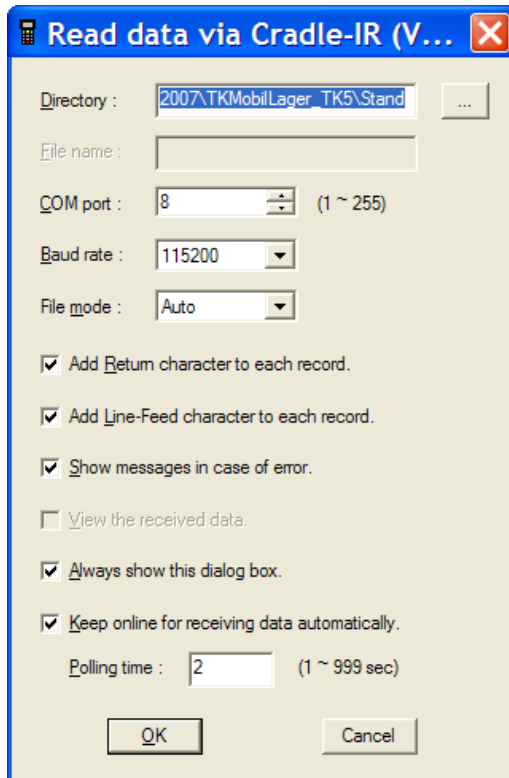 Read data via Cradle-IR (V...
Directory : 2007\TKMobilLager_TK5\Stand ...
File name :
COM port : 8 (1 ~ 255)
Baud rate : 115200
File mode : Auto
Add Return character to each record.
Add Line-Feed character to each record.
Show messages in case of error.
View the received data.
Always show this dialog box.
Keep online for receiving data automatically.
Polling time : 2 (1 ~ 999 sec)
OK Cancel